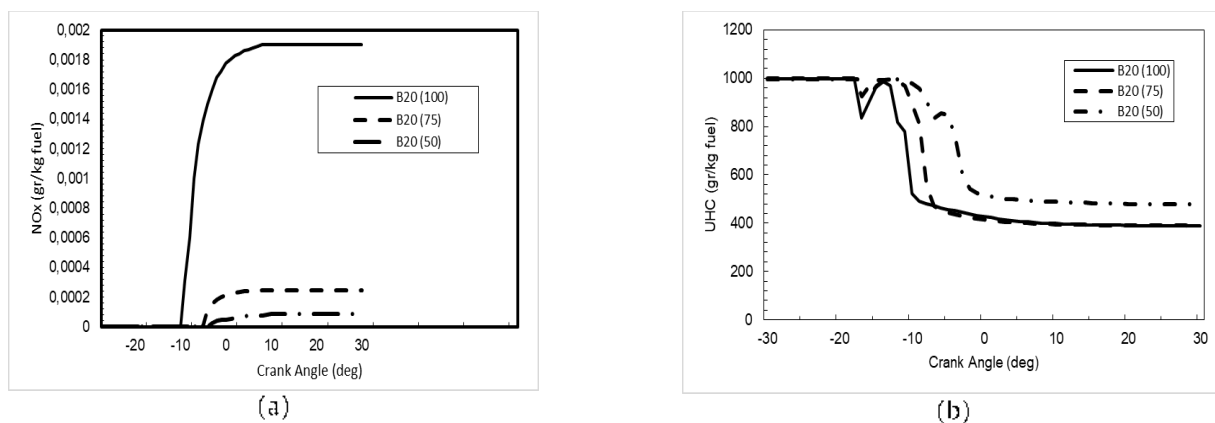 0,002
0,0018
0,0016
0,0014
0,0012
0,001
0,0008
0,0006
0,0004
0,0002
0
NOx (gr/kg fuel)
B20 (100)
B20 (75)
B20 (50)
-20 -10 0 10 20 30
Crank Angle (deg)
(a)
1200
1000
800
600
400
200
0
UHC (gr/kg fuel)
B20 (100)
B20 (75)
B20 (50)
-30 -20 -10 0 10 20 30
Crank Angle (deg)
(b)